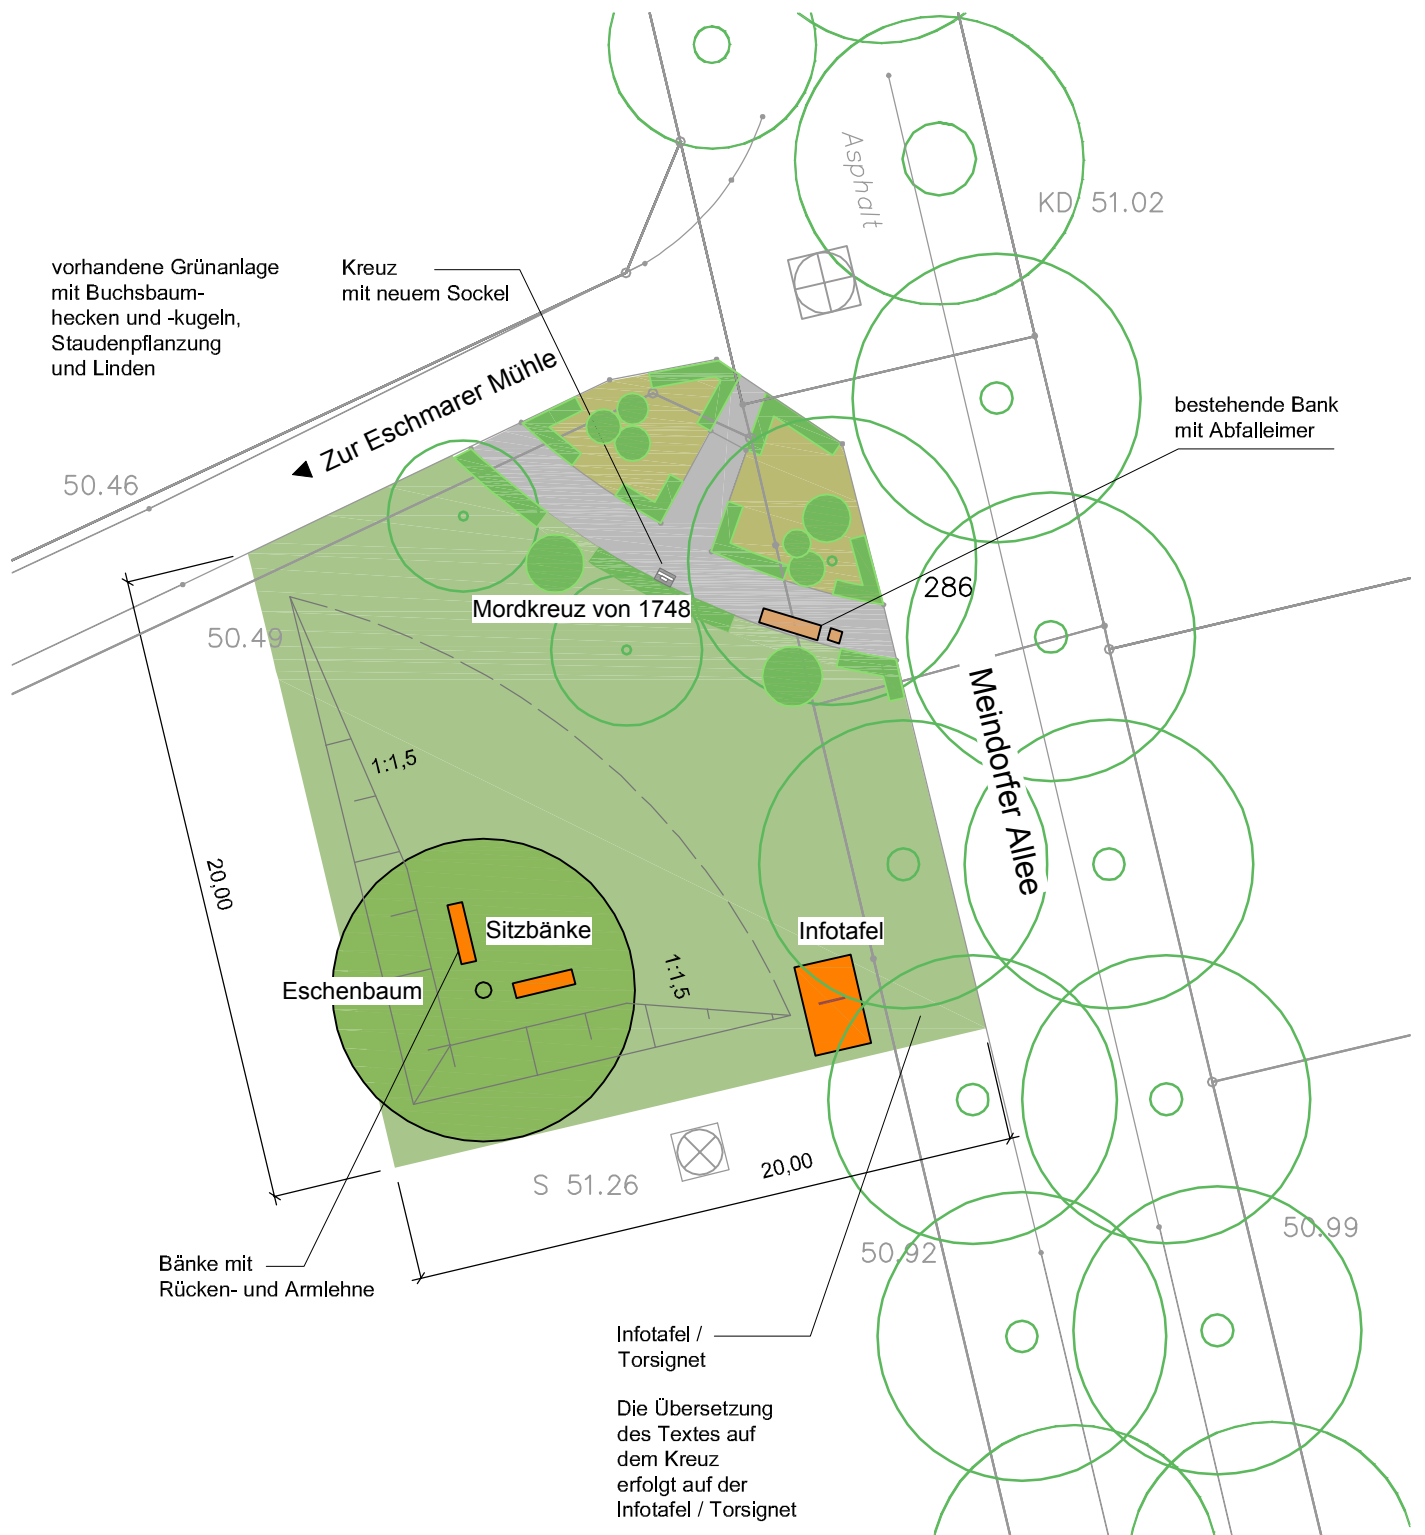 Asphalt
KD 51.02
vorhandene Grünanlage
mit Buchsbaum-
hecken und -kugeln,
Staudenpflanzung
und Linden
Kreuz
mit neuem Sockel
Zur Eschmarer Mühle
bestehende Bank
mit Abfalleimer
50.46
286
Mordkreuz von 1748
50.49
Meindorfer Allee
1:1,5
20,00
Sitzbänke
Infotafel
1:1,5
Eschenbaum
20,00
S 51.26
50.92
50.99
Bänke mit
Rücken- und Armlehne
Infotafel /
Torsignet
Die Übersetzung
des Textes auf
dem Kreuz
erfolgt auf der
Infotafel / Torsignet